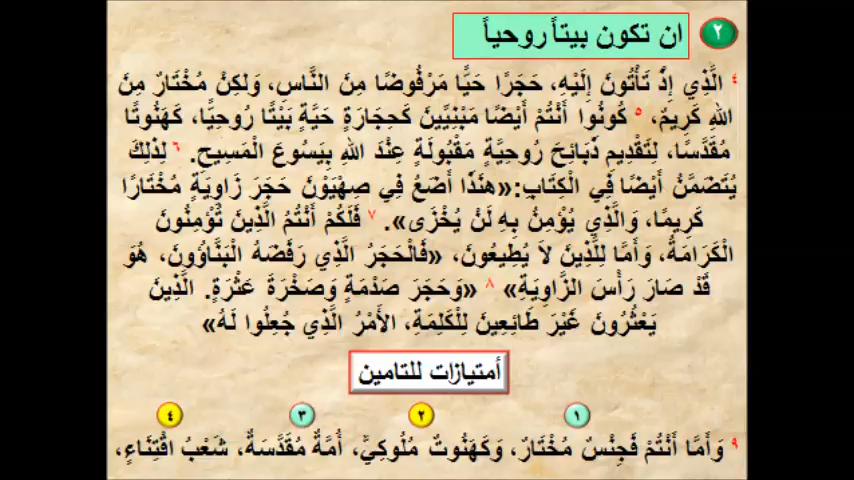 ٢ ان تكون بيتاً روحياً
٤ الَّذِي إِذْ تَأْتُونَ إِلَيْهِ، حَجَرًا حَيًّا مَرْفُوضًا مِنَ النَّاسِ، وَلكِنْ مُخْتَارٌ مِنَ
اللهِ كَرِيمٌ، ٥ كُونُوا أَنْتُمْ أَيْضًا مَبْنِيِّينَ كَحِجَارَةٍ حَيَّةٍ بَيْتًا رُوحِيًّا، كَهَنُوتًا
مُقَدَّسًا، لِتَقْدِيمِ ذَبَائِحَ رُوحِيَّةٍ مَقْبُولَةٍ عِنْدَ اللهِ بِيَسُوعَ الْمَسِيحِ. ٦ لِذلِكَ
يُتَضَمَّنُ أَيْضًا فِي الْكِتَابِ:«هنَذَا أَضَعُ فِي صِهْيَوْنَ حَجَرَ زَاوِيَةٍ مُخْتَارًا
كَرِيمًا، وَالَّذِي يُؤْمِنُ بِهِ لَنْ يُخْزَى». ٧ فَلَكُمْ أَنْتُمُ الَّذِينَ تُؤْمِنُونَ
الْكَرَامَةُ، وَأَمَّا لِلَّذِينَ لاَ يُطِيعُونَ، «فَالْحَجَرُ الَّذِي رَفَضَهُ الْبَنَّاؤُونَ، هُوَ
قَدْ صَارَ رَأْسَ الزَّاوِيَةِ» ٨ «وَحَجَرَ صَدْمَةٍ وَصَخْرَةَ عَثْرَةٍ. الَّذِينَ
يَعْثُرُونَ غَيْرَ طَائِعِينَ لِلْكَلِمَةِ، الأَمْرُ الَّذِي جُعِلُوا لَهُ»
أمتيازات للتامين
١ ٢ ٣ ٤
٩ وَأَمَّا أَنْتُمْ فَجِنْسٌ مُخْتَارٌ، وَكَهَنُوتٌ مُلُوكِيٌّ، أُمَّةٌ مُقَدَّسَةٌ، شَعْبُ اقْتِنَاءٍ،